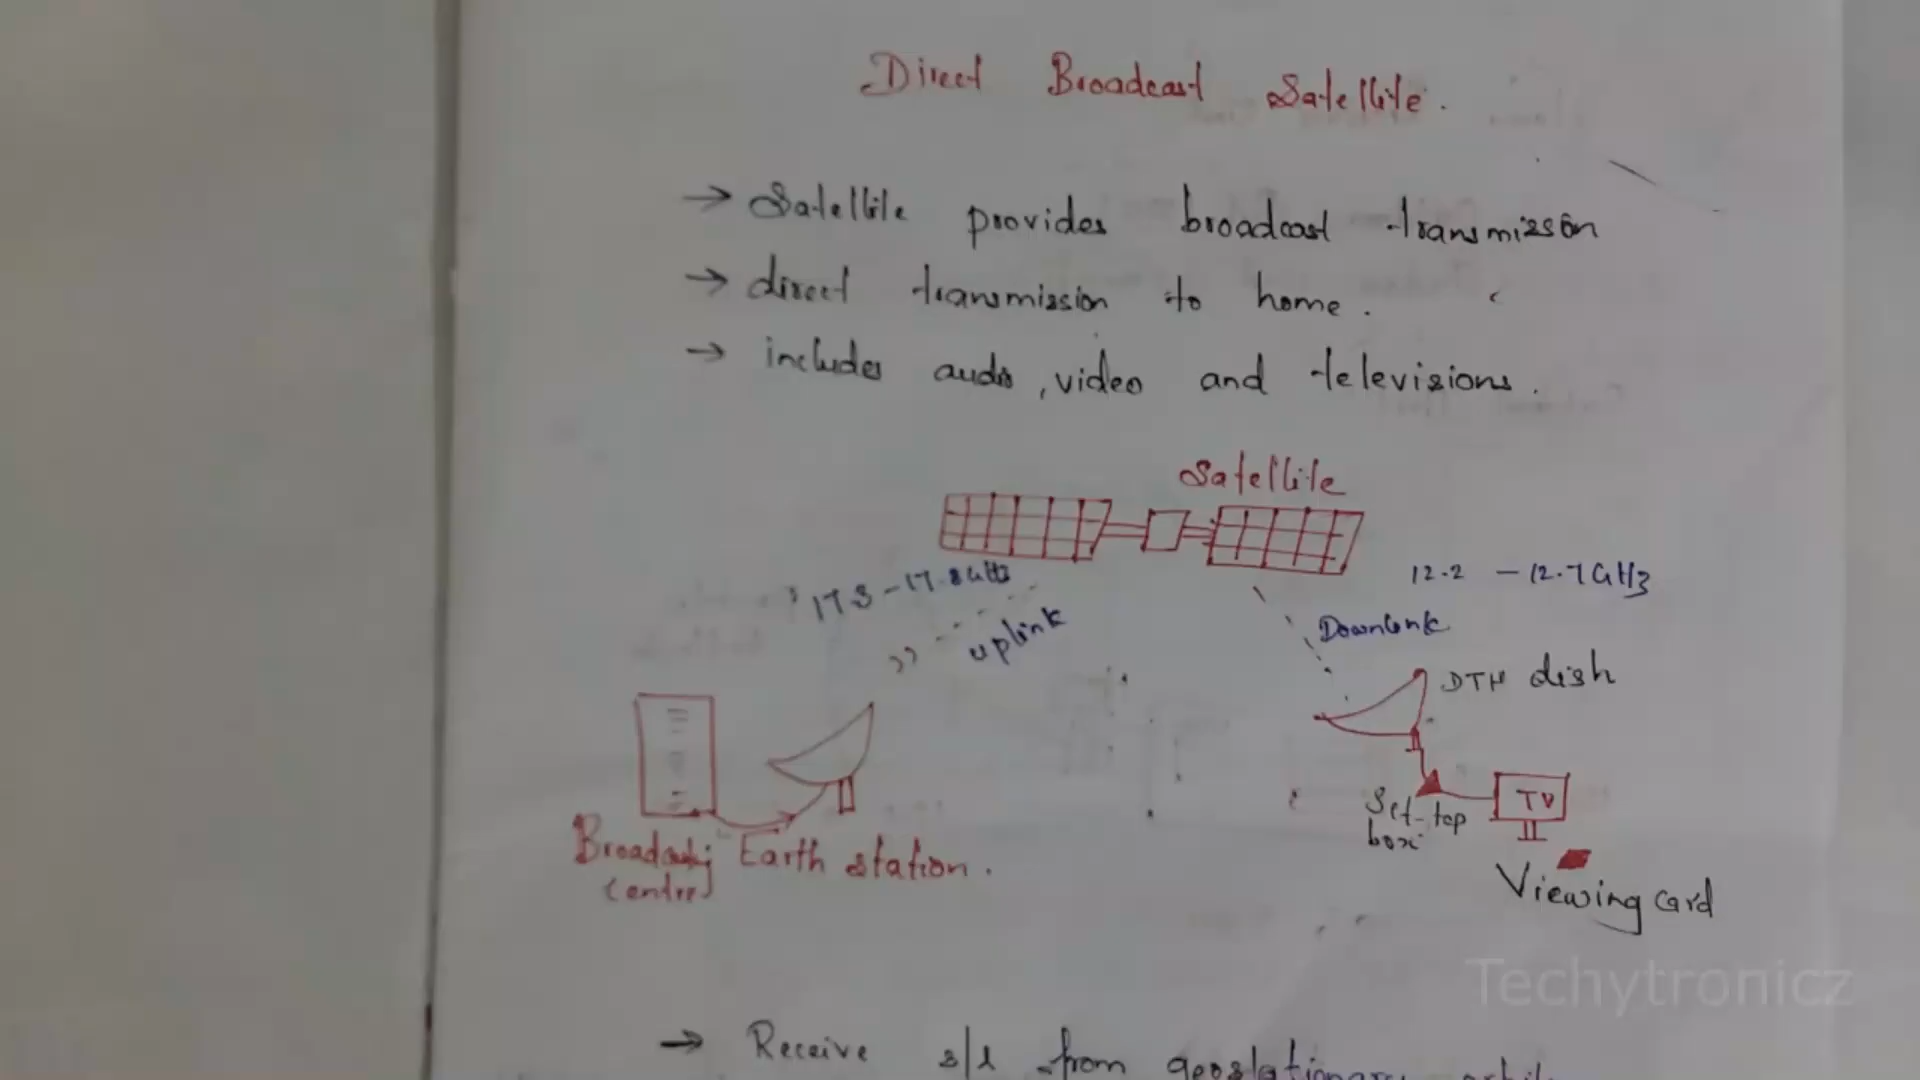 Direct Broadcast Satellite.
→ Satellite provides broadcast transmission
→ direct transmission to home.
→ includes audio, video and televisions.
Satellite
17.3 - 17.8 GHz
uplink
12.2 - 12.7 GHz
Downlink
DTH dish
Set-top
box
TV
Broadcasting Earth station.
Centre
Viewing card
Techytronicz
→ Receive s/l from geostationary